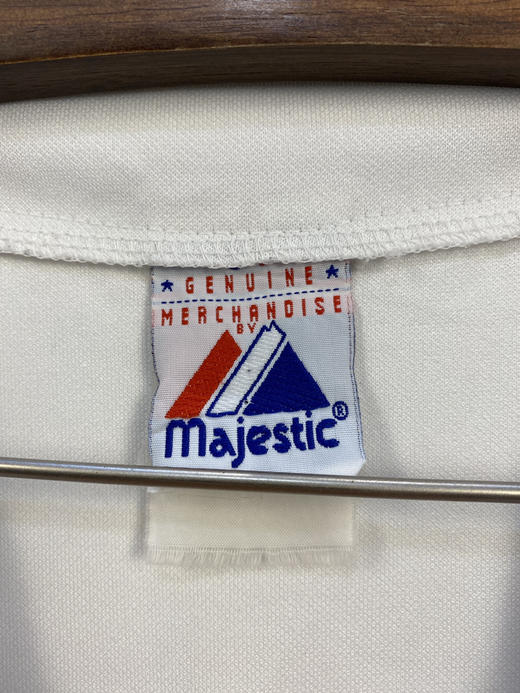 ★ GENUINE ★
MERCHANDISE
BY
Majestic®